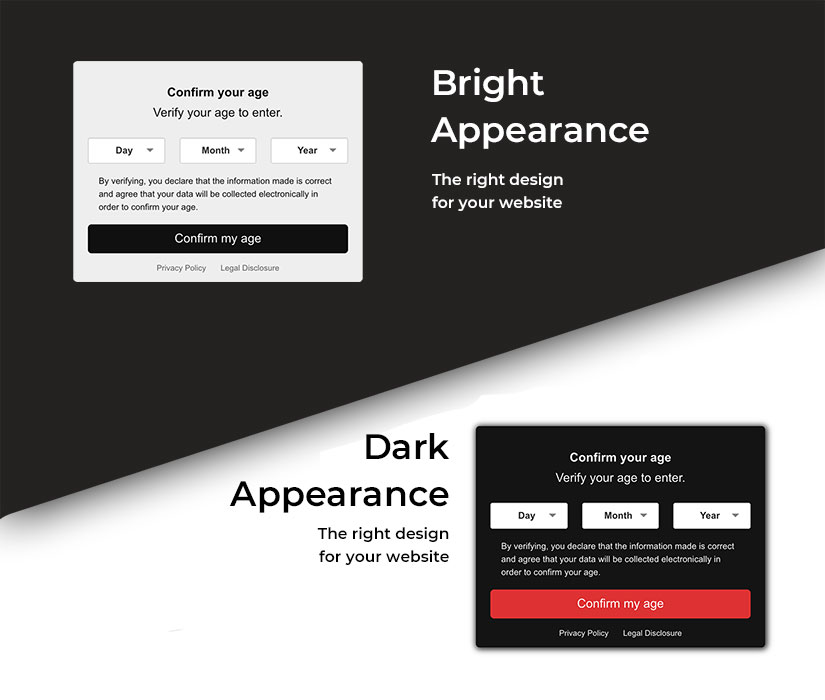 Confirm your age
Verify your age to enter.
Day Month Year
By verifying, you declare that the information made is correct
and agree that your data will be collected electronically in
order to confirm your age.
Confirm my age
Privacy Policy Legal Disclosure
Bright
Appearance
The right design
for your website
Dark
Appearance
The right design
for your website
Confirm your age
Verify your age to enter.
Day Month Year
By verifying, you declare that the information made is correct
and agree that your data will be collected electronically in
order to confirm your age.
Confirm my age
Privacy Policy Legal Disclosure